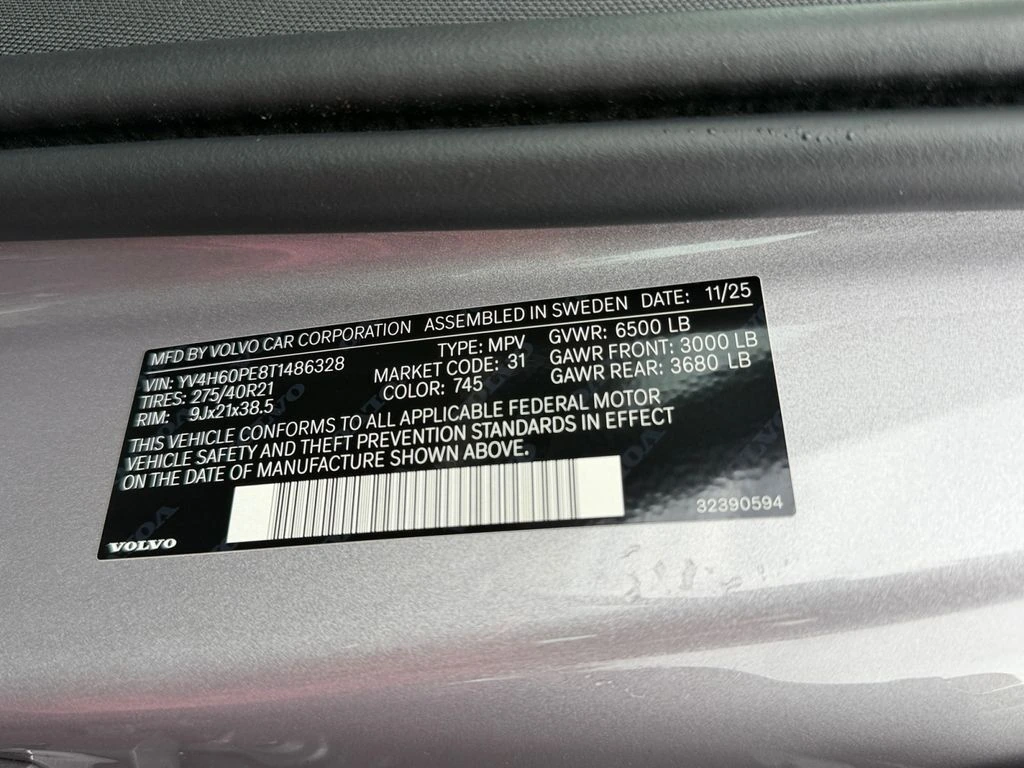 MFD BY VOLVO CAR CORPORATION ASSEMBLED IN SWEDEN DATE: 11/25
VIN: YV4H60PE8T1486328 TYPE: MPV GVWR: 6500 LB
TIRES: 275/40R21 MARKET CODE: 31 GAWR FRONT: 3000 LB
RIM: 9Jx21x38.5 COLOR: 745 GAWR REAR: 3680 LB
THIS VEHICLE CONFORMS TO ALL APPLICABLE FEDERAL MOTOR
VEHICLE SAFETY AND THEFT PREVENTION STANDARDS IN EFFECT
ON THE DATE OF MANUFACTURE SHOWN ABOVE.
32390594
VOLVO